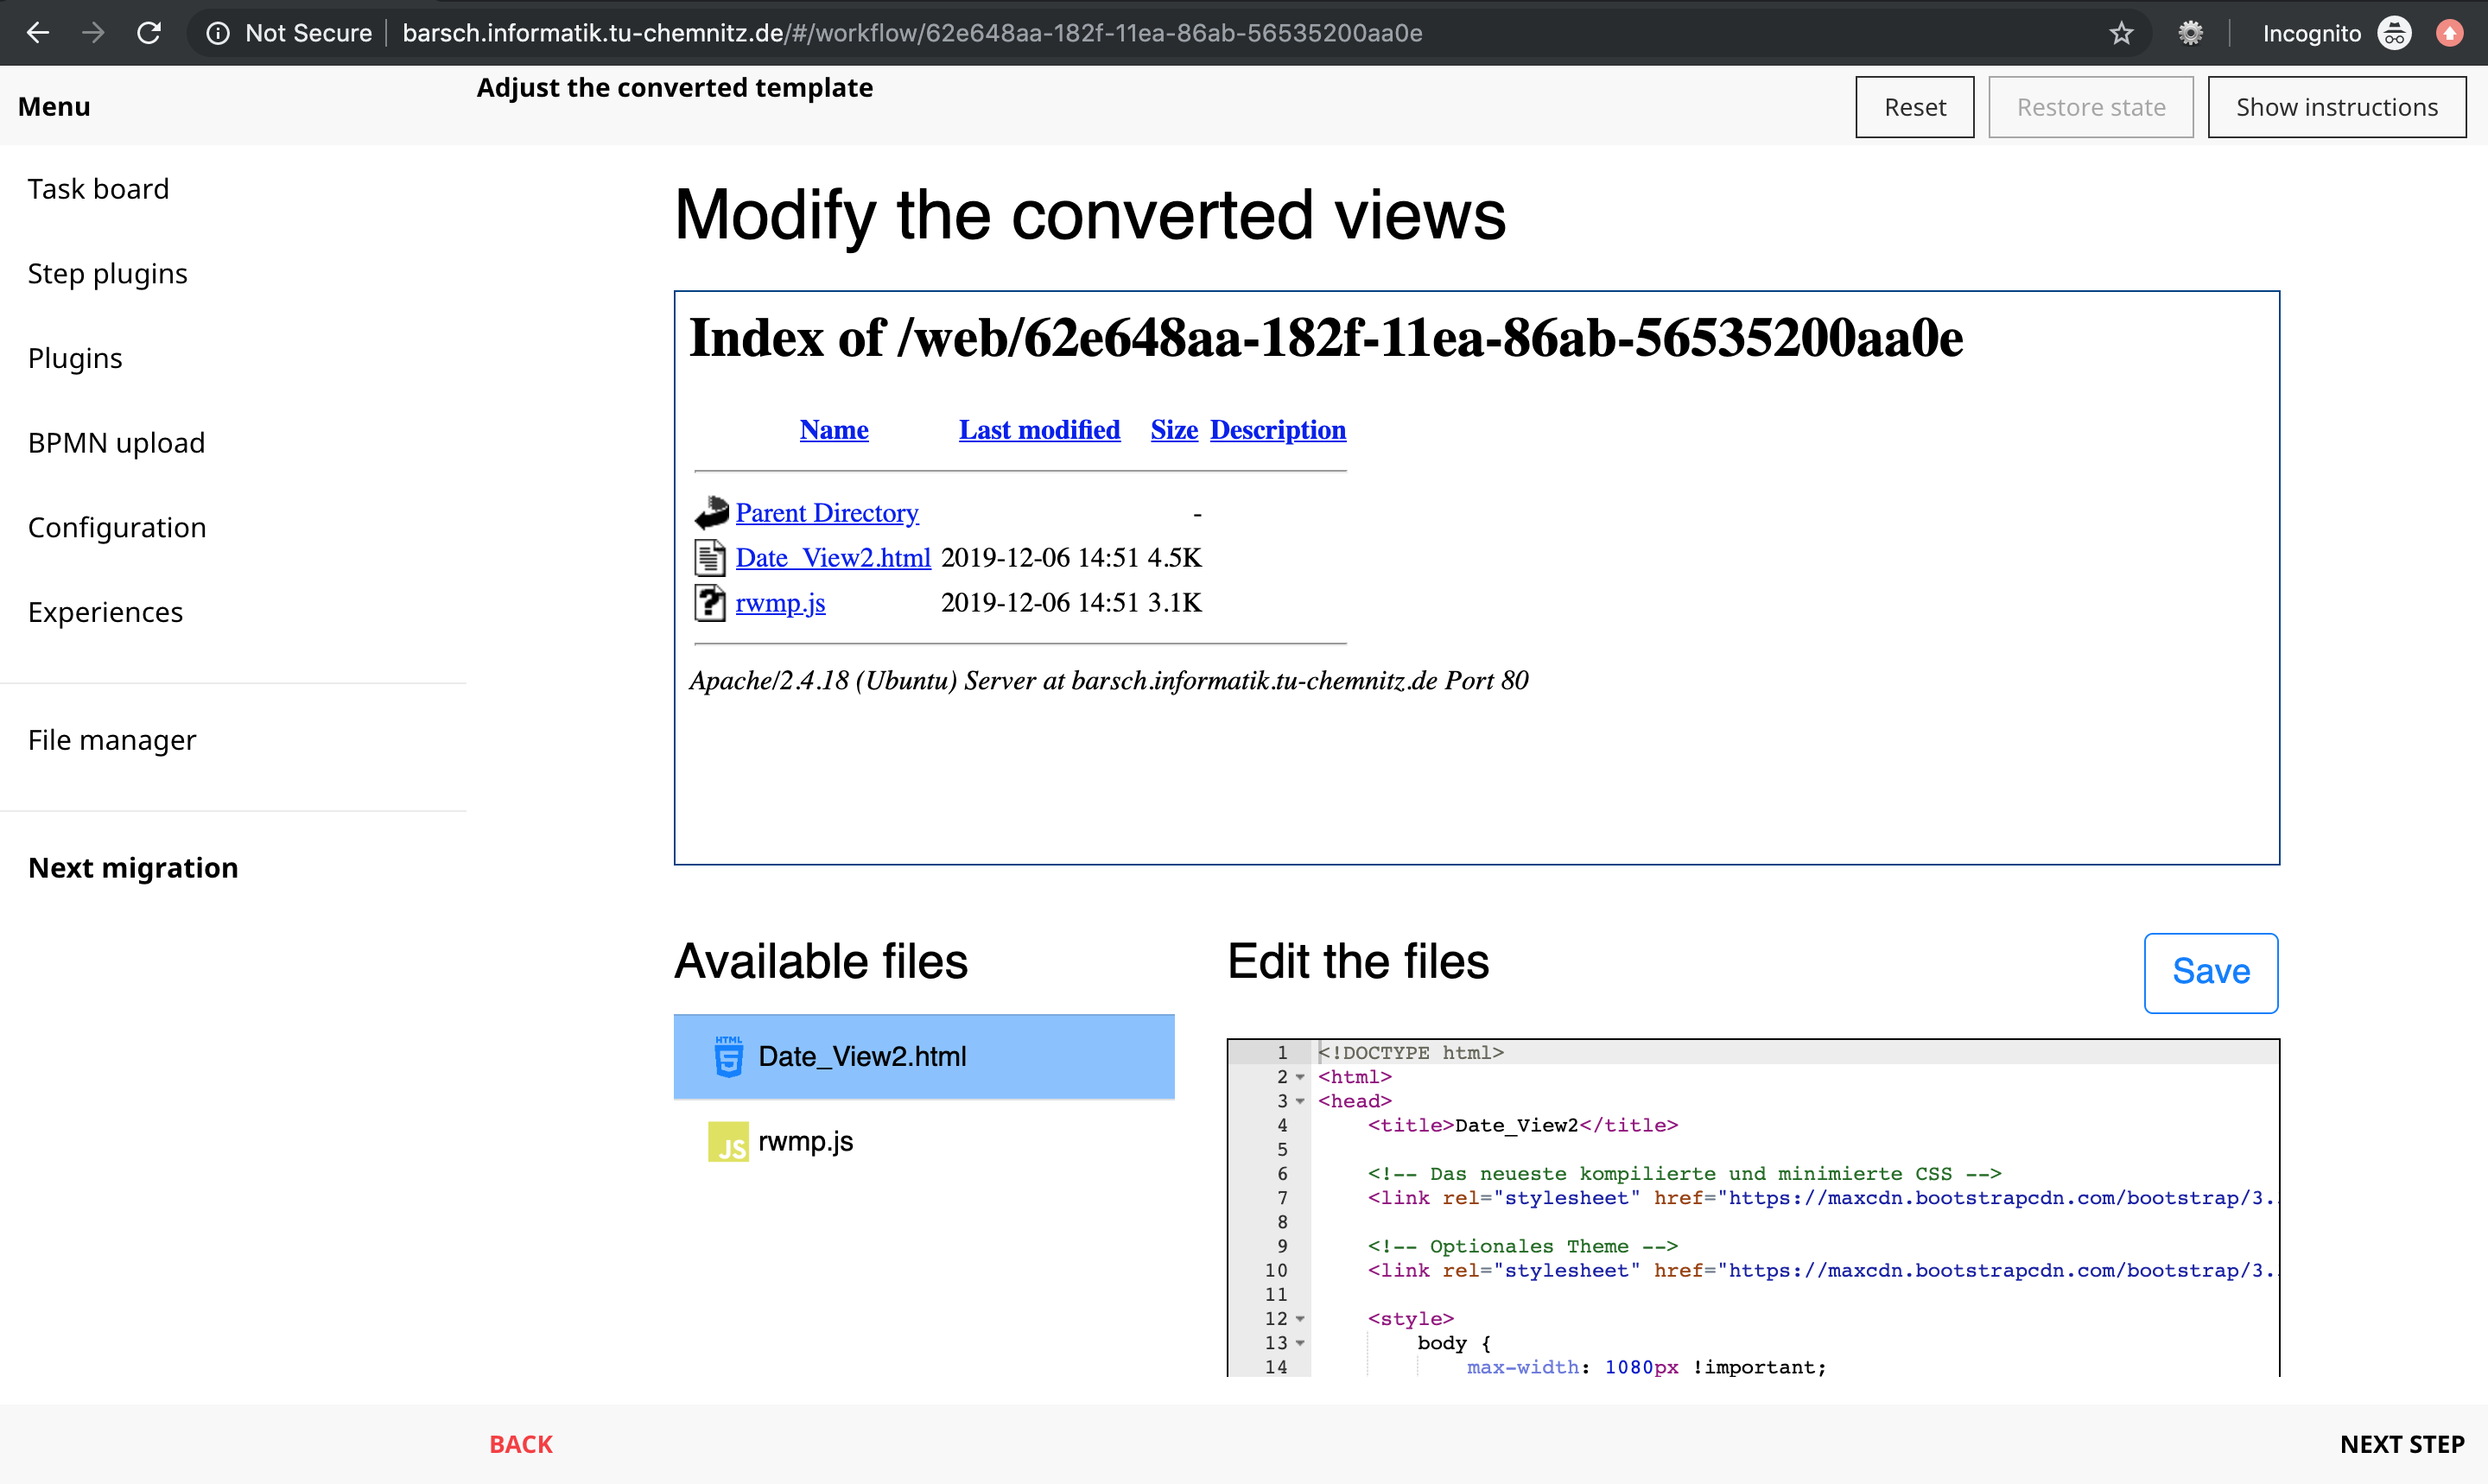 Not Secure barsch.informatik.tu-chemnitz.de/#/workflow/62e648aa-182f-11ea-86ab-56535200aa0e Incognito
Menu
Adjust the converted template
Reset Restore state Show instructions
Task board
Step plugins
Plugins
BPMN upload
Configuration
Experiences
File manager
Next migration
Modify the converted views
Index of /web/62e648aa-182f-11ea-86ab-56535200aa0e
Name Last modified Size Description
Parent Directory -
Date_View2.html 2019-12-06 14:51 4.5K
rwmp.js 2019-12-06 14:51 3.1K
Apache/2.4.18 (Ubuntu) Server at barsch.informatik.tu-chemnitz.de Port 80
Available files
HTML 5 Date_View2.html
JS rwmp.js
Edit the files
Save
1 <!DOCTYPE html>
2 <html>
3 <head>
4 <title>Date_View2</title>
5
6 <!-- Das neueste kompilierte und minimierte CSS -->
7 <link rel="stylesheet" href="https://maxcdn.bootstrapcdn.com/bootstrap/3.
8
9 <!-- Optionales Theme -->
10 <link rel="stylesheet" href="https://maxcdn.bootstrapcdn.com/bootstrap/3.
11
12 <style>
13 body {
14 max-width: 1080px !important;
BACK
NEXT STEP